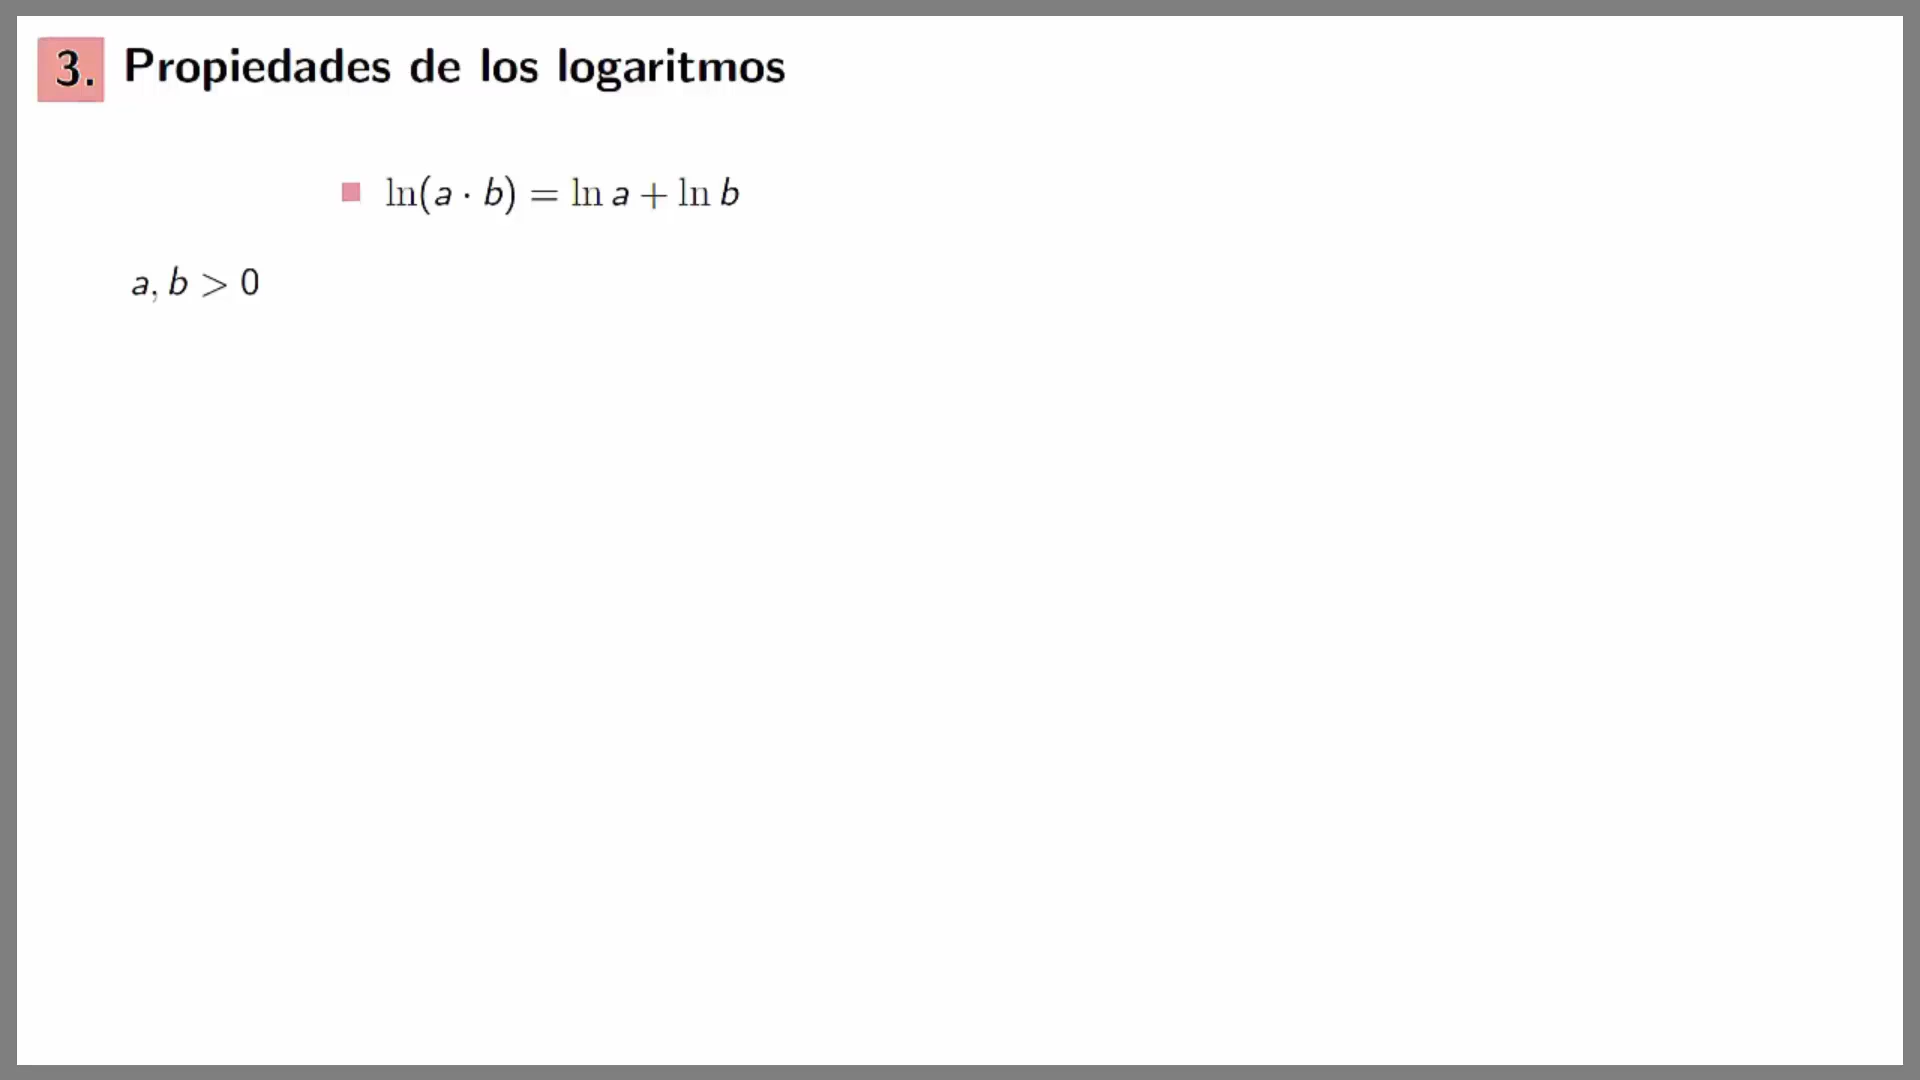 3. Propiedades de los logaritmos
ln(a · b) = ln a + ln b
a, b > 0